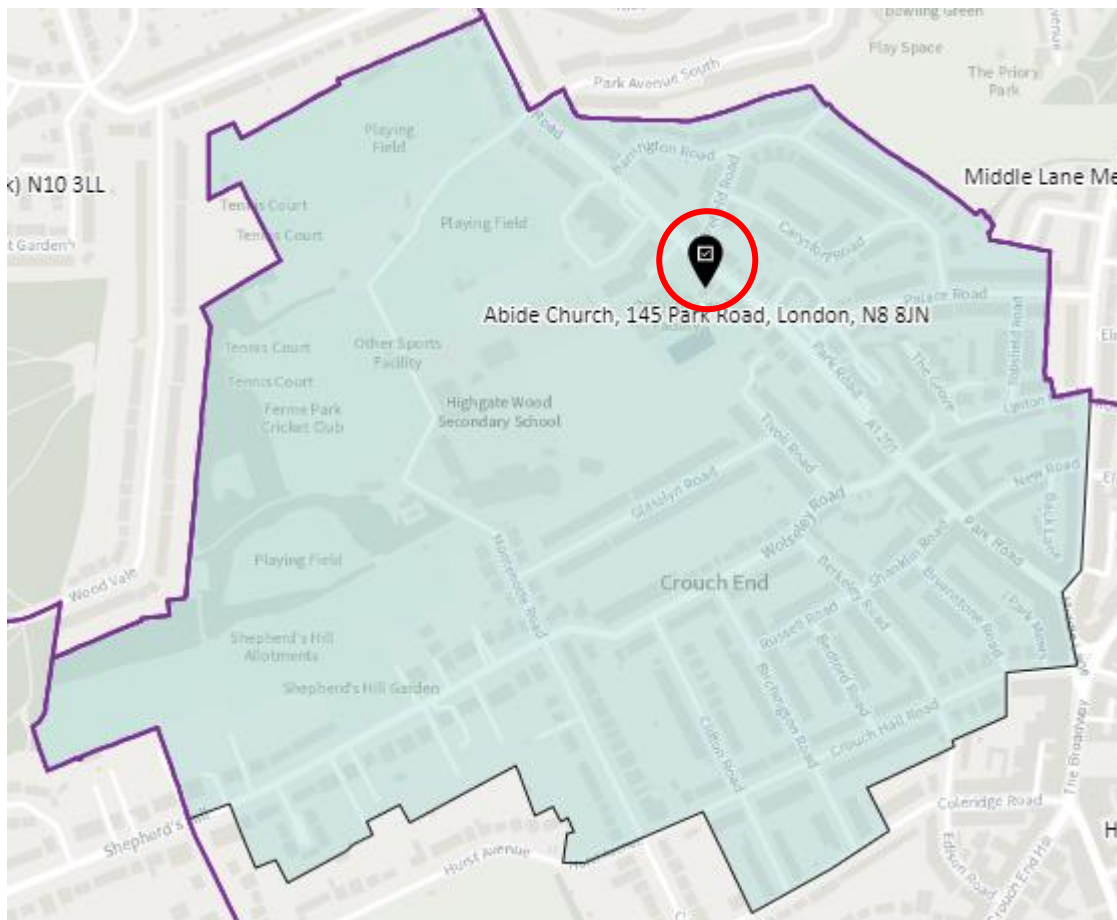 Bowling Green
Play Space
The Priory
Park
Park Avenue South
Playing
Field
Road
Barrington Road
k) N10 3LL
Middle Lane Me
Tennis Court
Playing Field
t Garden's
Tennis Court
Carysfort Road
Palace Road
Abide Church, 145 Park Road, London, N8 8JN
Topsfield Road
Tennis Court
Other Sports
Facility
Park Road
The Grove
Tennis Court
Ferme Park
Cricket Club
Highgate Wood
Secondary School
Lynton
Tivoli Road
A1201
New Road
Glasslyn Road
Back Lane
Wolseley Road
Park Road
Playing Field
Montenotte Road
Crouch End
Shanklin Road
Berkeley Road
Wood Vale
Russell Road
Bryanstone Road
Park Mews
Shepherd's Hill
Allotments
Bedford Road
Shepherd's Hill Garden
Birchington Road
Clifton Road
Crouch Hall Road
The Broadway
Coleridge Road
Shepherd's Hill
Hurst Avenue
H
Edison Road
Crouch End Hi